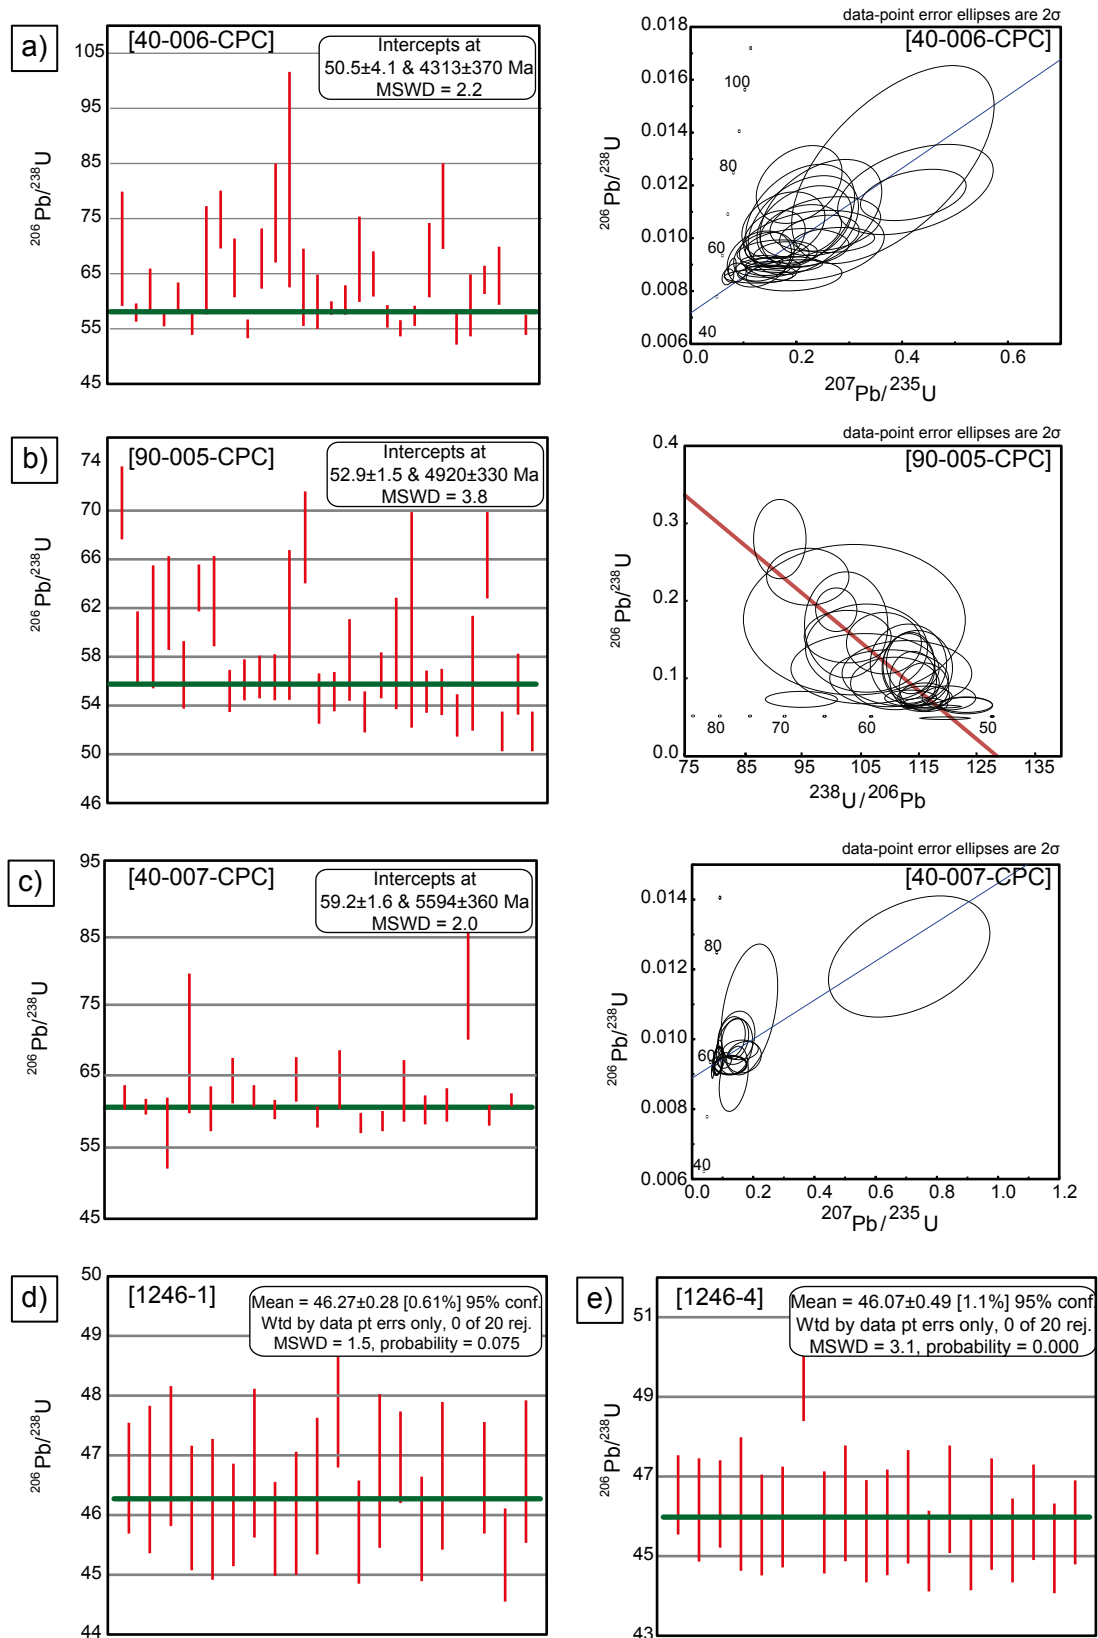 a)
[40-006-CPC]
Intercepts at
50.5±4.1 & 4313±370 Ma
MSWD = 2.2
105
95
85
75
65
55
45
206Pb/238U
data-point error ellipses are 2σ
[40-006-CPC]
0.018
0.016
0.014
0.012
0.010
0.008
0.006
100
80
60
40
206Pb/238U
0.0
0.2
0.4
0.6
207Pb/235U
b)
[90-005-CPC]
Intercepts at
52.9±1.5 & 4920±330 Ma
MSWD = 3.8
74
70
66
62
58
54
50
46
206Pb/238U
data-point error ellipses are 2σ
[90-005-CPC]
0.4
0.3
0.2
0.1
0.0
206Pb/238U
80
70
60
50
75
85
95
105
115
125
135
238U/206Pb
c)
[40-007-CPC]
Intercepts at
59.2±1.6 & 5594±360 Ma
MSWD = 2.0
95
85
75
65
55
45
206Pb/238U
data-point error ellipses are 2σ
[40-007-CPC]
0.014
0.012
0.010
0.008
0.006
80
60
40
206Pb/238U
0.0
0.2
0.4
0.6
0.8
1.0
1.2
207Pb/235U
d)
[1246-1]
Mean = 46.27±0.28 [0.61%] 95% conf.
Wtd by data pt errs only, 0 of 20 rej.
MSWD = 1.5, probability = 0.075
50
49
48
47
46
45
44
206Pb/238U
e)
[1246-4]
Mean = 46.07±0.49 [1.1%] 95% conf.
Wtd by data pt errs only, 0 of 20 rej.
MSWD = 3.1, probability = 0.000
51
49
47
45
43
206Pb/238U